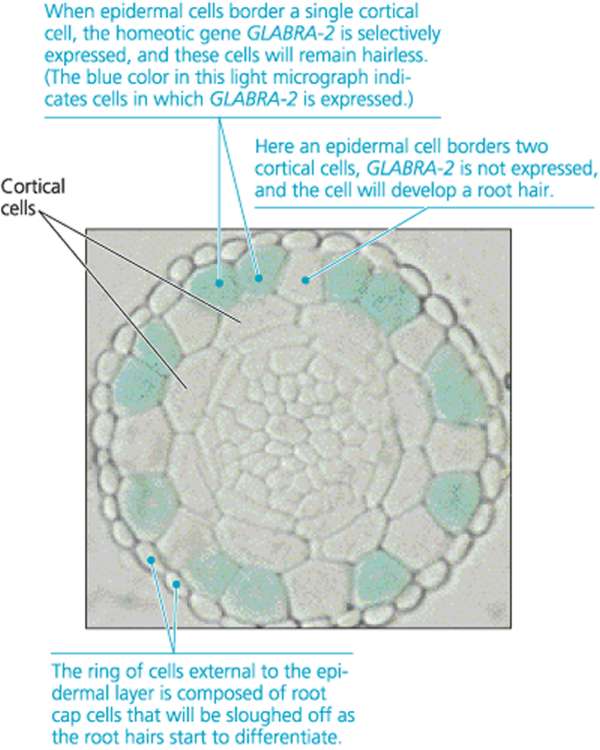 When epidermal cells border a single cortical
cell, the homeotic gene GLABRA-2 is selectively
expressed, and these cells will remain hairless.
(The blue color in this light micrograph indi-
cates cells in which GLABRA-2 is expressed.)
Here an epidermal cell borders two
cortical cells, GLABRA-2 is not expressed,
and the cell will develop a root hair.
Cortical
cells
The ring of cells external to the epi-
dermal layer is composed of root
cap cells that will be sloughed off as
the root hairs start to differentiate.